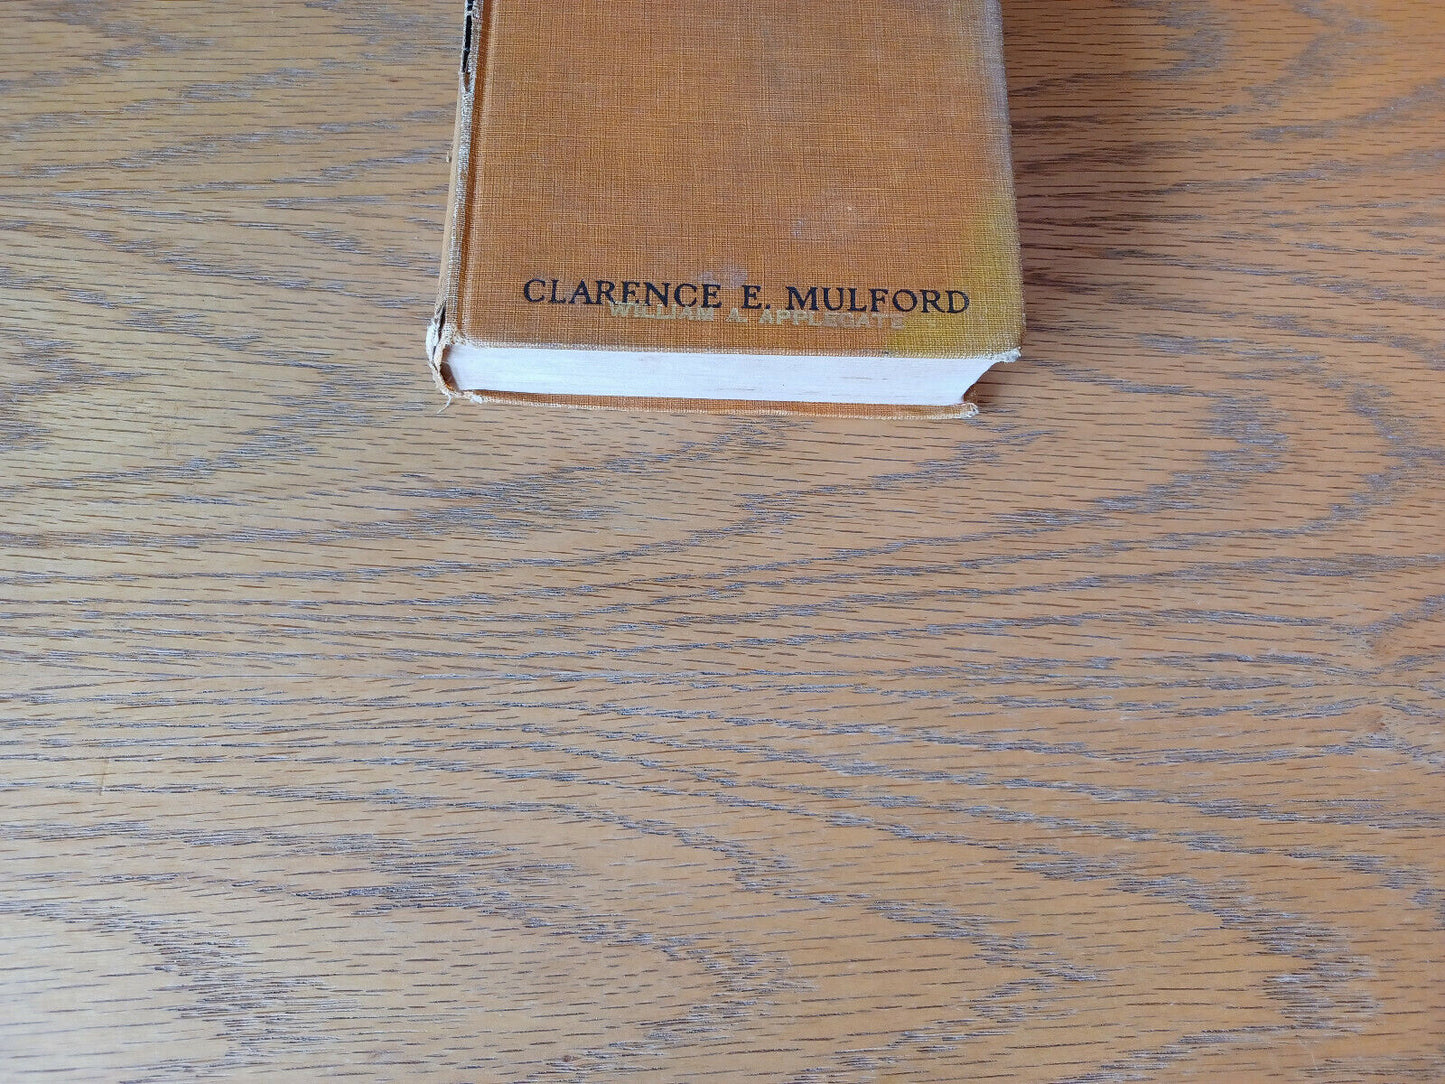 CLARENCE E. MULFORD
WILLIAM A. APPLEGATE